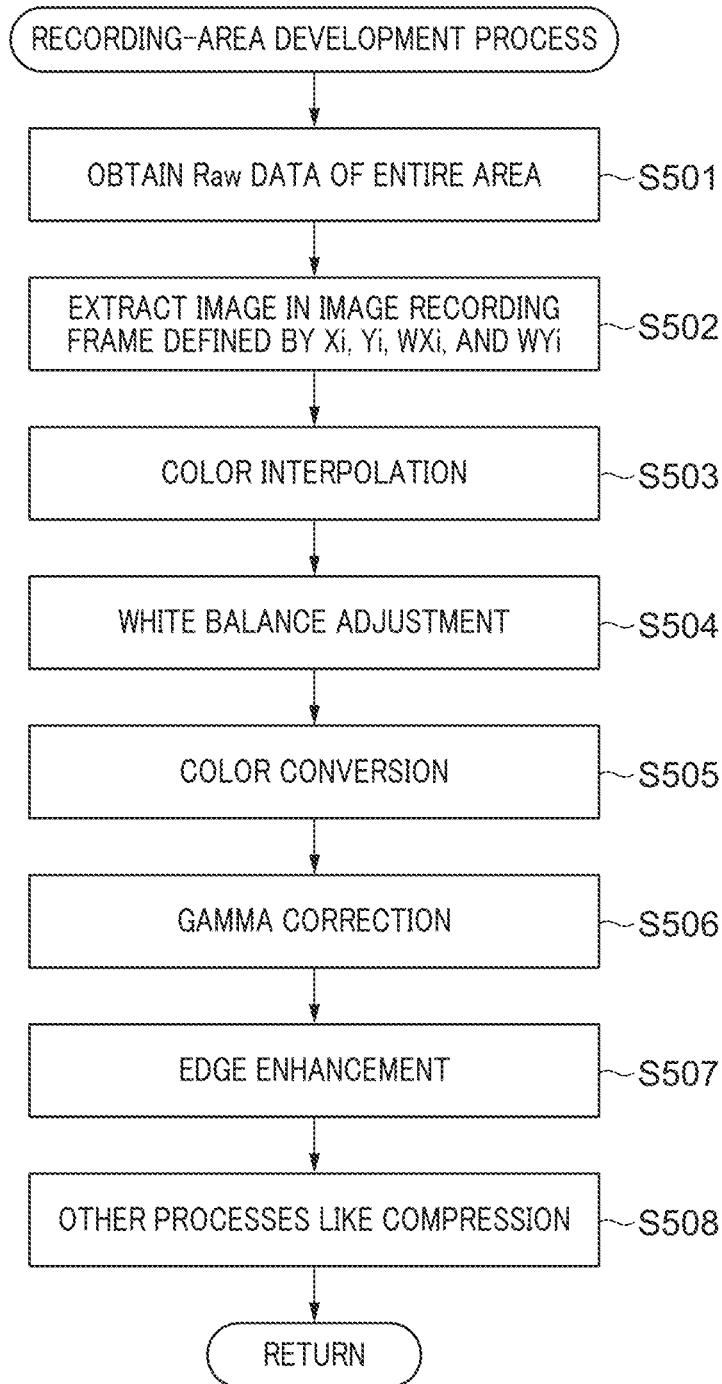 RECORDING-AREA DEVELOPMENT PROCESS
OBTAIN Raw DATA OF ENTIRE AREA
S501
EXTRACT IMAGE IN IMAGE RECORDING
FRAME DEFINED BY Xi, Yi, WXi, AND WYi
S502
COLOR INTERPOLATION
S503
WHITE BALANCE ADJUSTMENT
S504
COLOR CONVERSION
S505
GAMMA CORRECTION
S506
EDGE ENHANCEMENT
S507
OTHER PROCESSES LIKE COMPRESSION
S508
RETURN